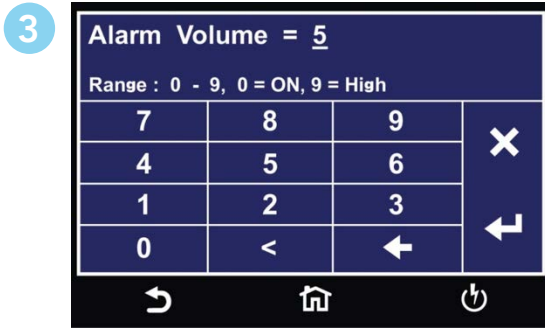 3
Alarm Volume = 5
Range : 0 - 9, 0 = ON, 9 = High
7 8 9
4 5 6
1 2 3
0 <